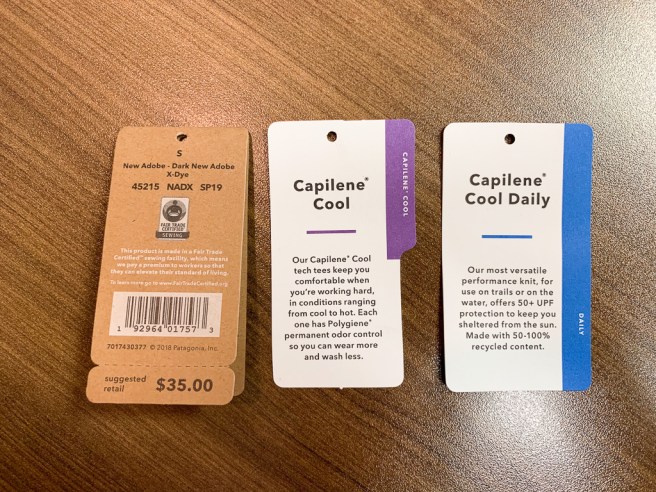 S
New Adobe - Dark New Adobe
X-Dye
45215 NADX SP19
FAIR TRADE
CERTIFIED
SEWING
This product is made in a Fair Trade
Certified™ sewing facility, which means
we pay a premium to workers so that
they can elevate their standard of living.
To learn more go to www.FairTradeCertified.org
1 92964 01757 3
7017430377 © 2018 Patagonia, Inc.
suggested
retail $35.00
Capilene®
Cool
CAPILENE® COOL
Our Capilene® Cool
tech tees keep you
comfortable when
you're working hard,
in conditions ranging
from cool to hot. Each
one has Polygiene®
permanent odor control
so you can wear more
and wash less.
Capilene®
Cool Daily
Our most versatile
performance knit, for
use on trails or on the
water, offers 50+ UPF
protection to keep you
sheltered from the sun.
Made with 50-100%
recycled content.
DAILY